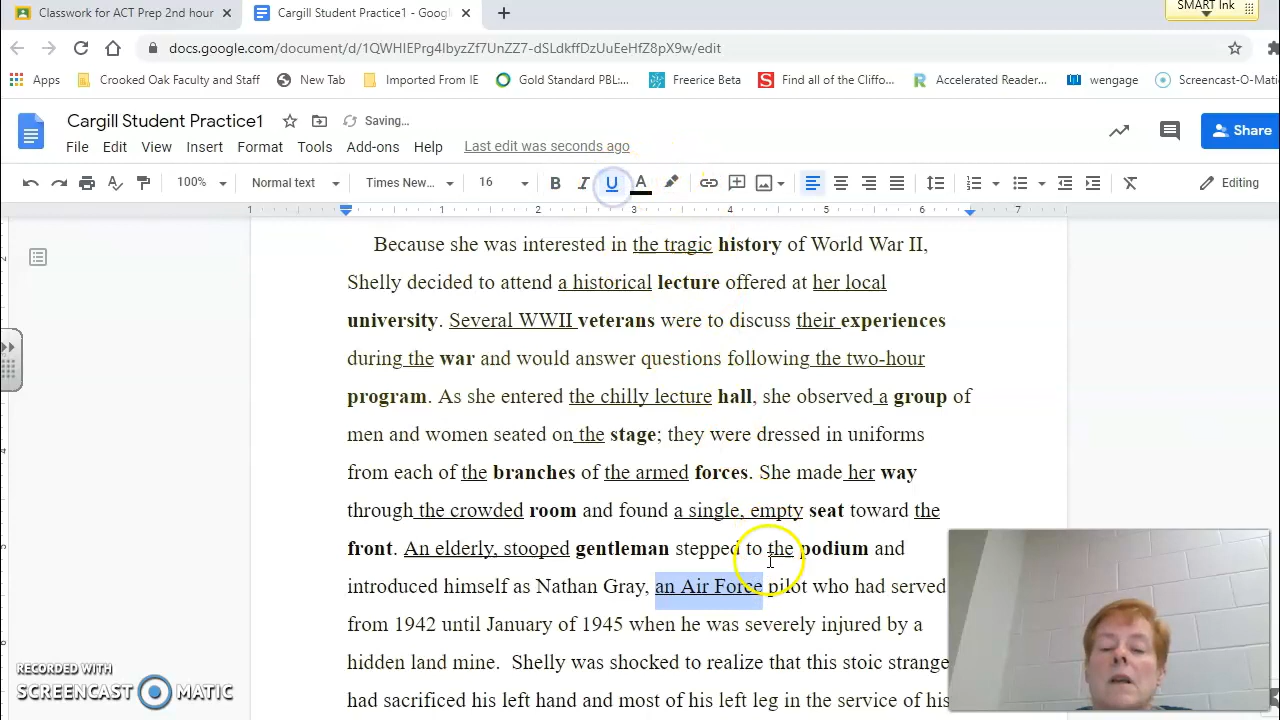 Classwork for ACT Prep 2nd hour
Cargill Student Practice1 - Goog
SMART Ink
docs.google.com/document/d/1QWHIEPrg4lbyzZf7UnZZ7-dSLdkffDzUuEeHfZ8pX9w/edit
Apps Crooked Oak Faculty and Staff New Tab Imported From IE Gold Standard PBL:... Freerice Beta Find all of the Cliffo... Accelerated Reader... wengage Screencast-O-Mati
Cargill Student Practice1 Saving...
File Edit View Insert Format Tools Add-ons Help Last edit was seconds ago
Share
100% Normal text Times New... 16 B I U A Editing
1 1 2 3 4 5 6 7
Because she was interested in the tragic history of World War II,
Shelly decided to attend a historical lecture offered at her local
university. Several WWII veterans were to discuss their experiences
during the war and would answer questions following the two-hour
program. As she entered the chilly lecture hall, she observed a group of
men and women seated on the stage; they were dressed in uniforms
from each of the branches of the armed forces. She made her way
through the crowded room and found a single, empty seat toward the
front. An elderly, stooped gentleman stepped to the podium and
introduced himself as Nathan Gray, an Air Force pilot who had served
from 1942 until January of 1945 when he was severely injured by a
hidden land mine. Shelly was shocked to realize that this stoic strange
had sacrificed his left hand and most of his left leg in the service of his
RECORDED WITH
SCREENCAST MATIC